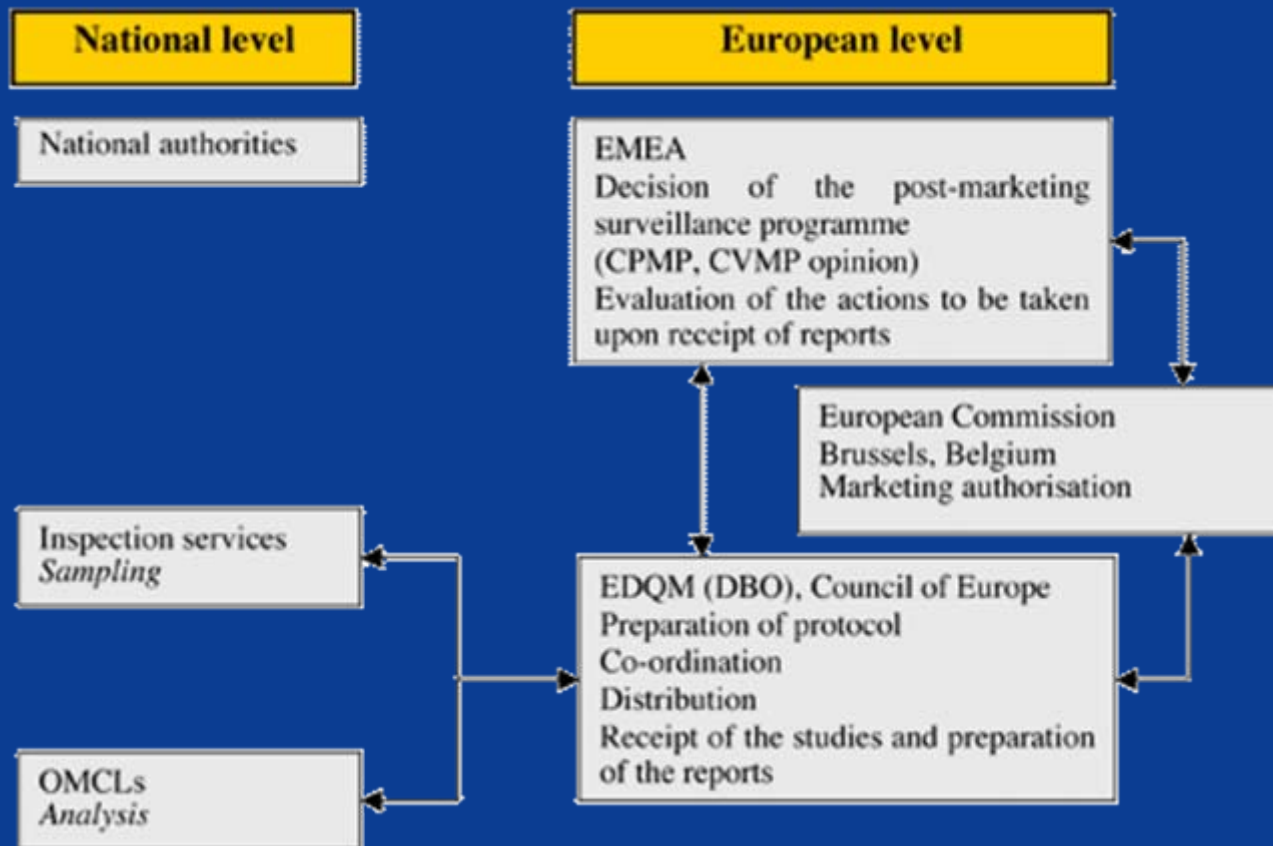 National level
European level
National authorities
EMEA
Decision of the post-marketing
surveillance programme
(CPMP, CVMP opinion)
Evaluation of the actions to be taken
upon receipt of reports
European Commission
Brussels, Belgium
Marketing authorisation
Inspection services
Sampling
EDQM (DBO), Council of Europe
Preparation of protocol
Co-ordination
Distribution
Receipt of the studies and preparation
of the reports
OMCLs
Analysis